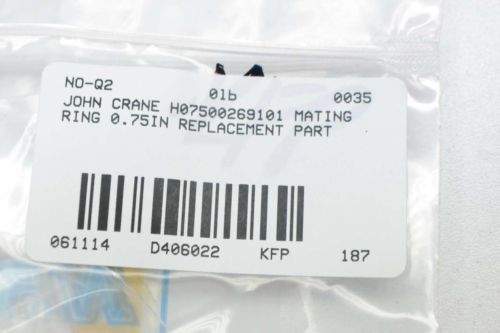 NO-Q2 01b 0035
JOHN CRANE H07500269101 MATING
RING 0.75IN REPLACEMENT PART
061114 D406022 KFP 187